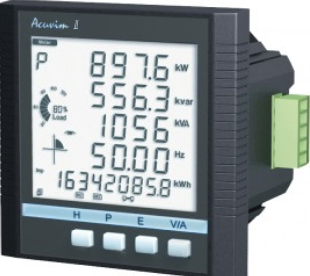 Acuvim II
P 897.6 kW
556.3 kvar
80%
Load
1056 kVA
50.00 Hz
16342085.8 kWh
H P E V/A